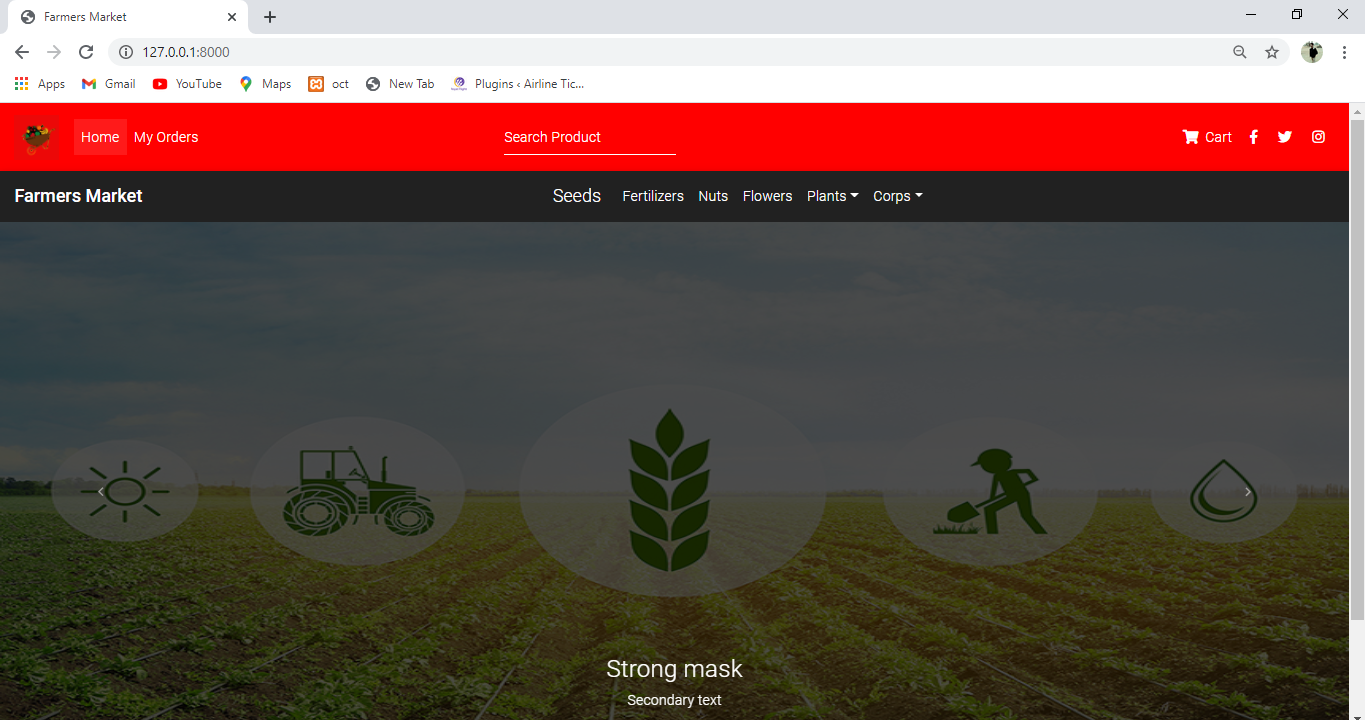 Farmers Market
127.0.0.1:8000
Apps Gmail YouTube Maps oct New Tab Plugins ‹ Airline Tic...
Home My Orders Search Product Cart
Farmers Market Seeds Fertilizers Nuts Flowers Plants Corps
Strong mask
Secondary text